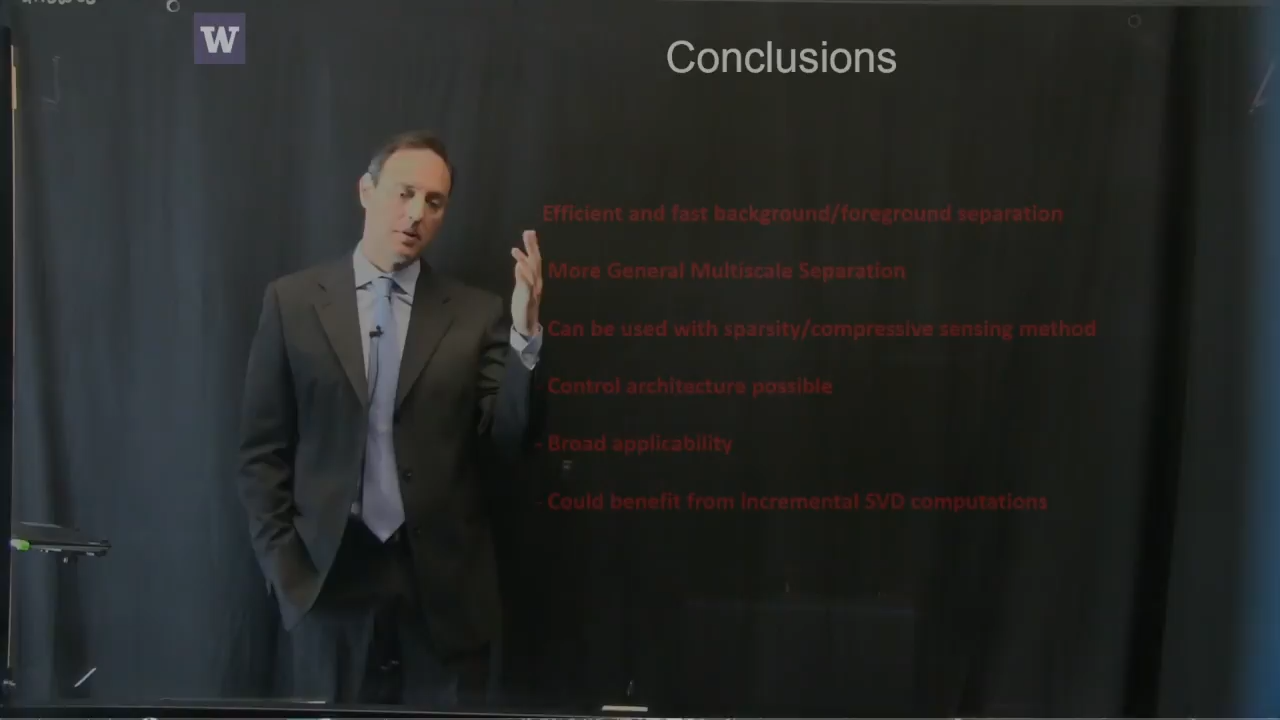 W
Conclusions
Efficient and fast background/foreground separation
More General Multiscale Separation
Can be used with sparsity/compressive sensing method
- Control architecture possible
- Broad applicability
- Could benefit from incremental SVD computations